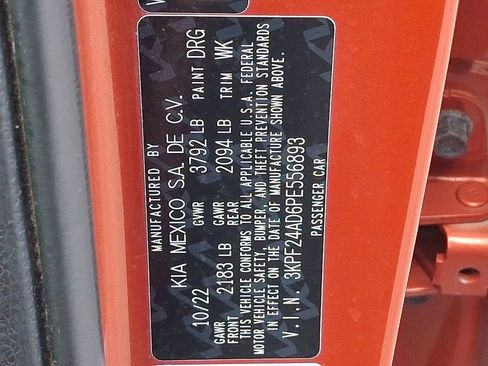 MANUFACTURED BY
KIA MEXICO S.A. DE C.V.
10/22 GVWR 3792 LB PAINT DRG
GAWR FRONT 2183 LB GAWR REAR 2094 LB TRIM WK
THIS VEHICLE CONFORMS TO ALL APPLICABLE U.S.A. FEDERAL
MOTOR VEHICLE SAFETY, BUMPER, AND THEFT PREVENTION STANDARDS
IN EFFECT ON THE DATE OF MANUFACTURE SHOWN ABOVE.
V.I.N. 3KPF24AD6PE556893
PASSENGER CAR